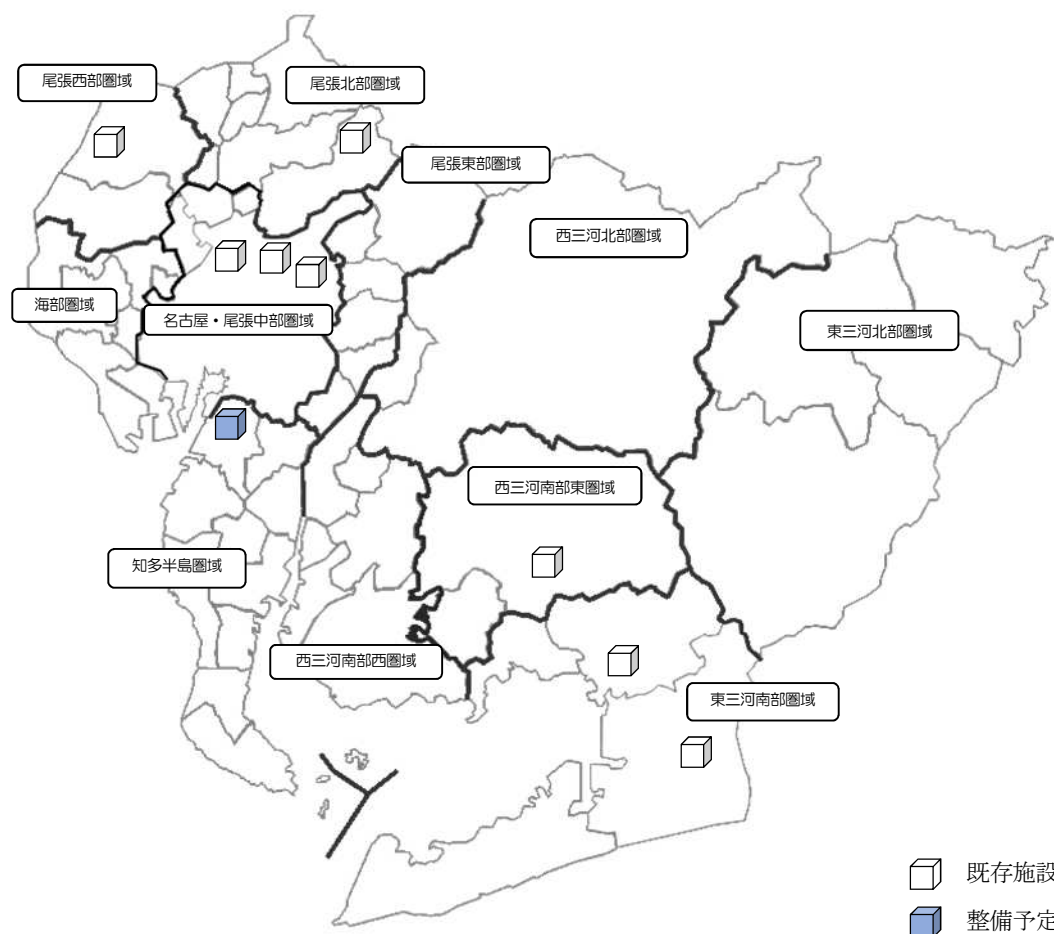 尾張西部圏域
尾張北部圏域
尾張東部圏域
西三河北部圏域
海部圏域
名古屋・尾張中部圏域
東三河北部圏域
西三河南部東圏域
知多半島圏域
西三河南部西圏域
東三河南部圏域
既存施設
整備予定